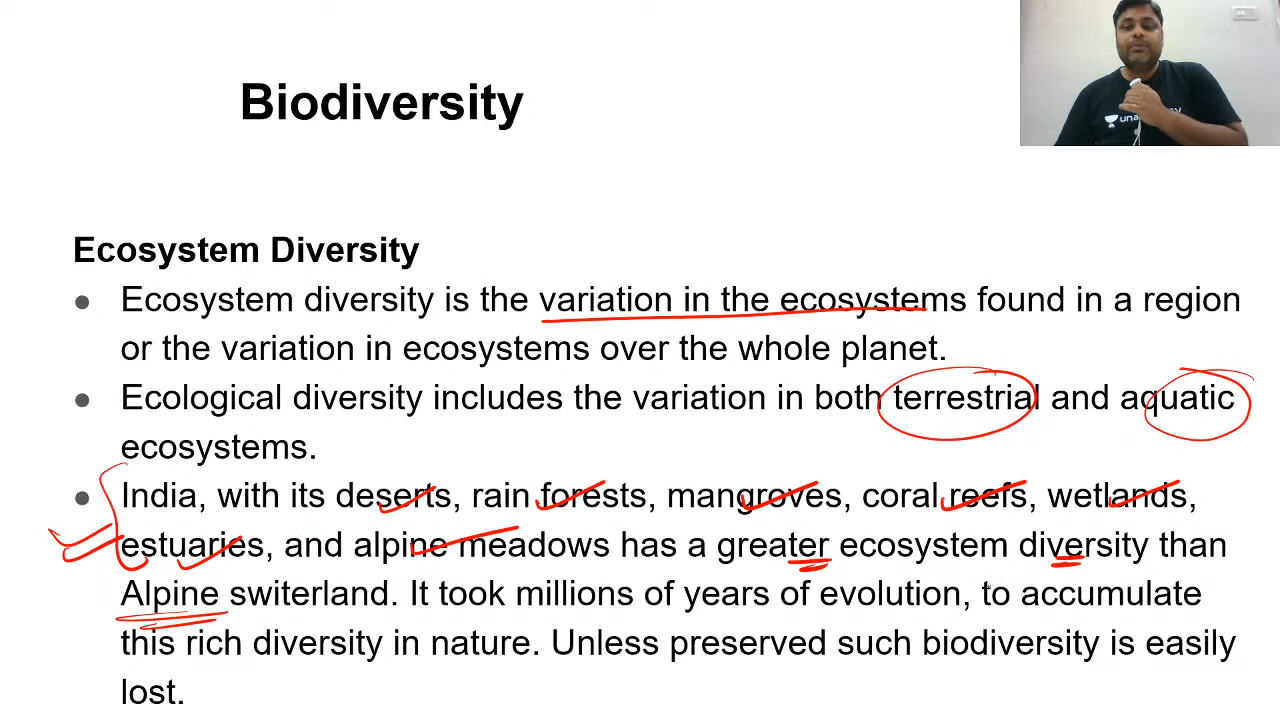 Biodiversity
Ecosystem Diversity
● Ecosystem diversity is the variation in the ecosystems found in a region
or the variation in ecosystems over the whole planet.
● Ecological diversity includes the variation in both terrestrial and aquatic
ecosystems.
● India, with its deserts, rain forests, mangroves, coral reefs, wetlands,
estuaries, and alpine meadows has a greater ecosystem diversity than
Alpine switerland. It took millions of years of evolution, to accumulate
this rich diversity in nature. Unless preserved such biodiversity is easily
lost.